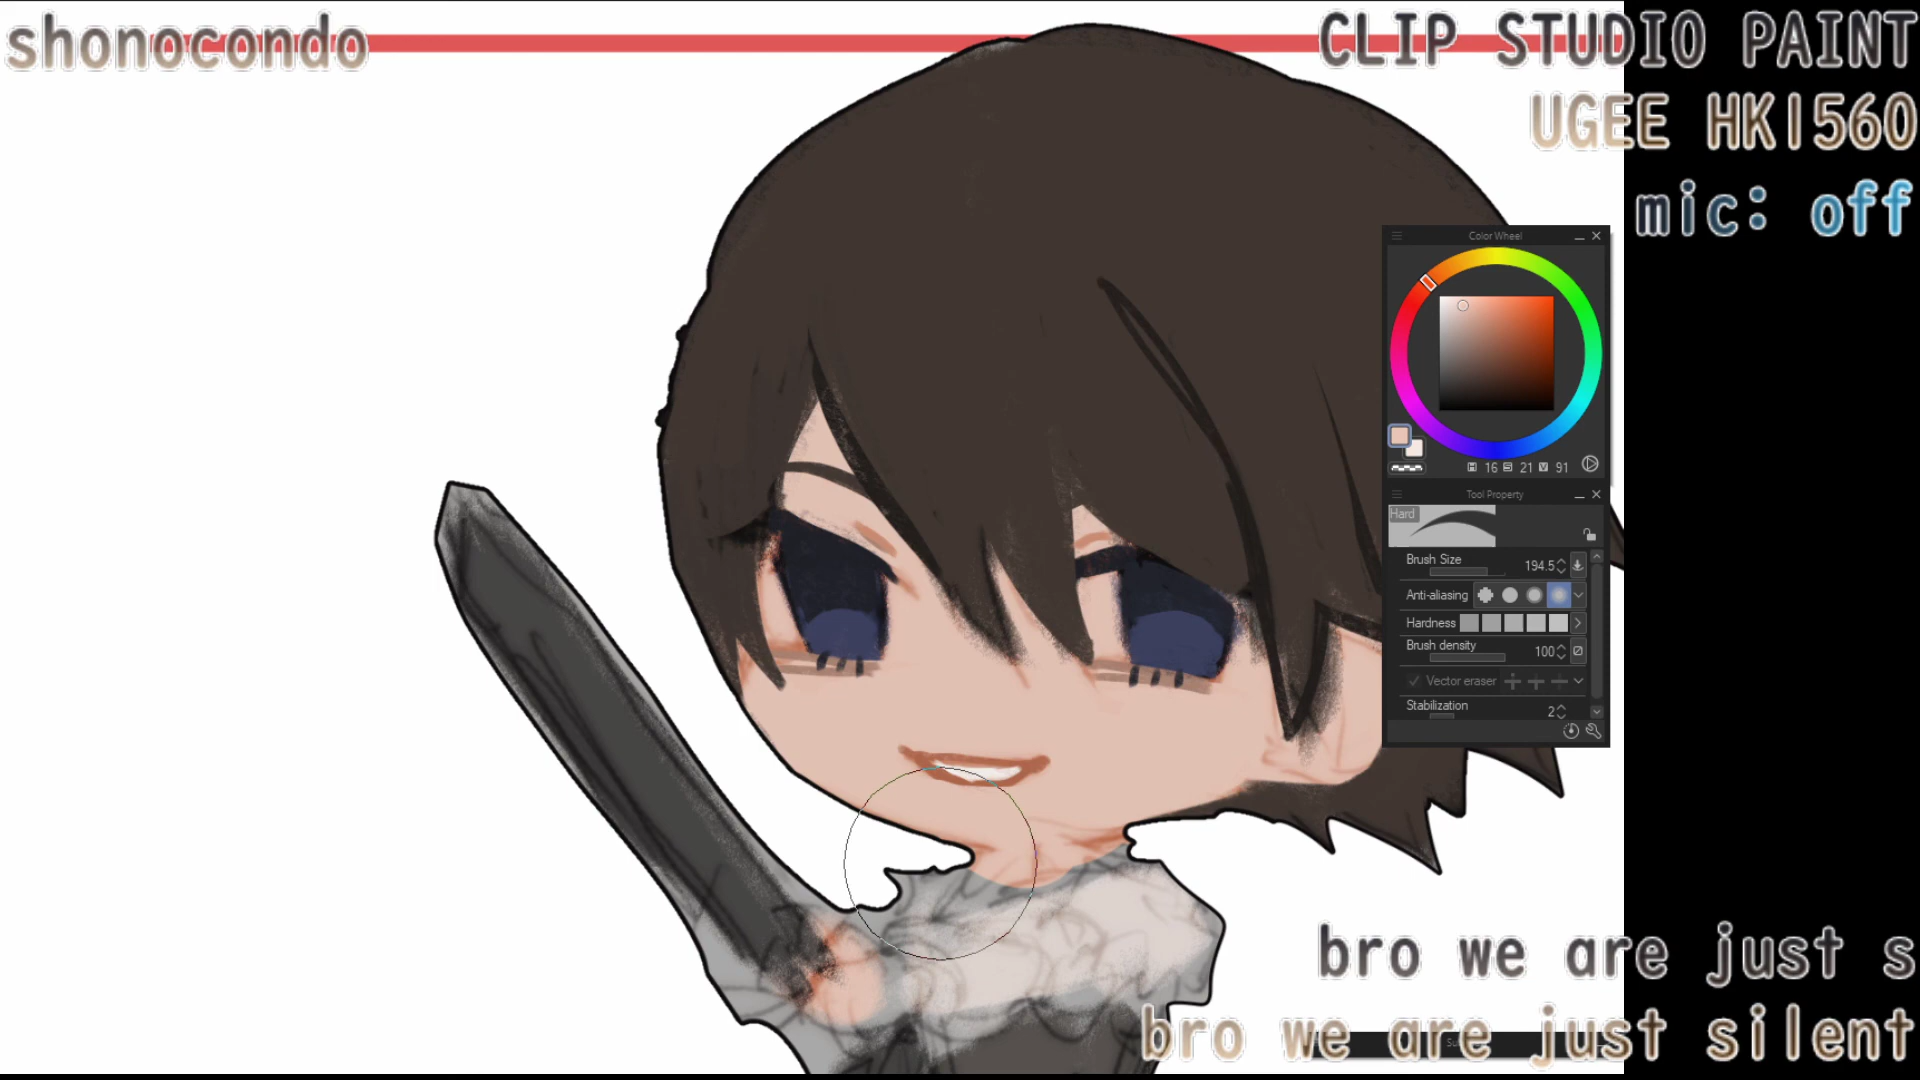 shonocondo
CLIP STUDIO PAINT
UGEE HK1560
mic: off
Color Wheel
H 16 S 21 V 91
Tool Property
Hard
Brush Size 194.5
Anti-aliasing
Hardness
Brush density 100
Vector eraser
Stabilization 2
bro we are just s
bro we are just silent